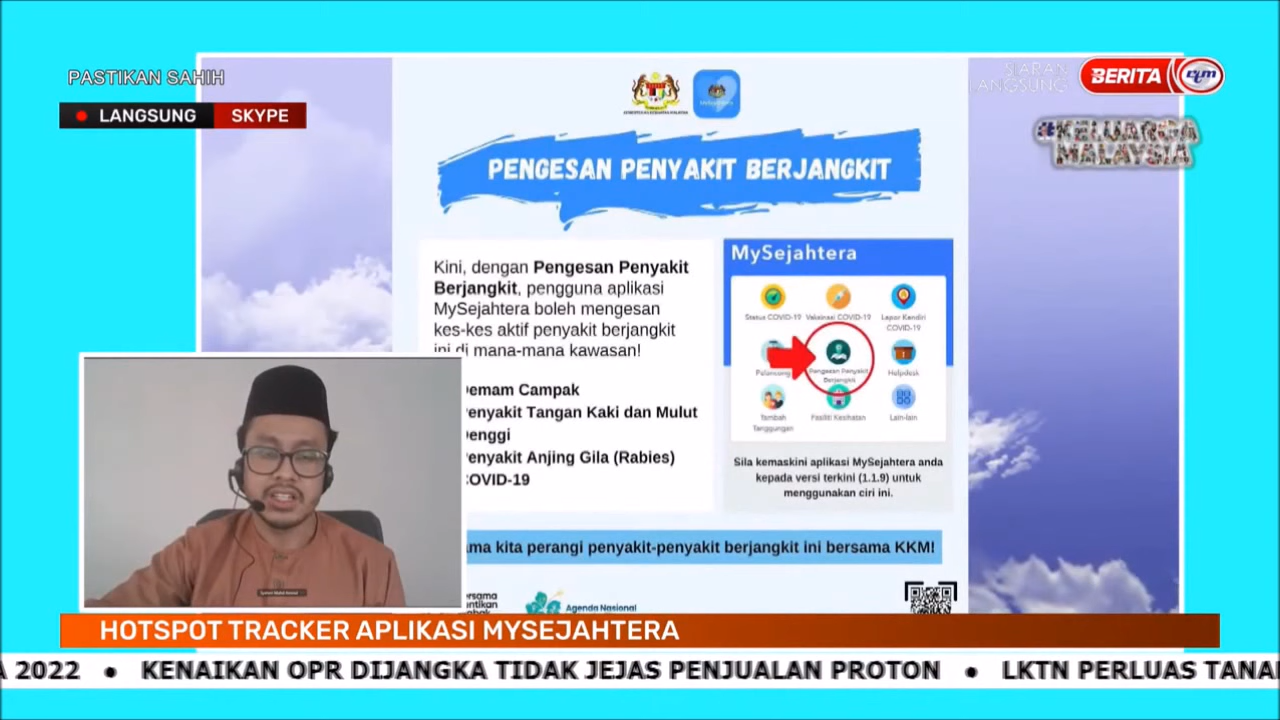 PASTIKAN SAHIH
LANGSUNG SKYPE
SIARAN
LANGSUNG
BERITA rtm
#KELUARGA
MALAYSIA
PENGESAN PENYAKIT BERJANGKIT
Kini, dengan Pengesan Penyakit
Berjangkit, pengguna aplikasi
MySejahtera boleh mengesan
kes-kes aktif penyakit berjangkit
ini di mana-mana kawasan!
Demam Campak
Penyakit Tangan Kaki dan Mulut
Denggi
Penyakit Anjing Gila (Rabies)
COVID-19
MySejahtera
Status COVID-19 Vaksinasi COVID-19 Lapor Kendiri
COVID-19
Pengesan Penyakit
Berjangkit
Helpdesk
Tambah
Tanggungan
Fasiliti Kesihatan
Lain-lain
Sila kemaskini aplikasi MySejahtera anda
kepada versi terkini (1.1.9) untuk
menggunakan ciri ini.
ama kita perangi penyakit-penyakit berjangkit ini bersama KKM!
Agenda Nasional
HOTSPOT TRACKER APLIKASI MYSEJAHTERA
A 2022 • KENAIKAN OPR DIJANGKA TIDAK JEJAS PENJUALAN PROTON • LKTN PERLUAS TANA